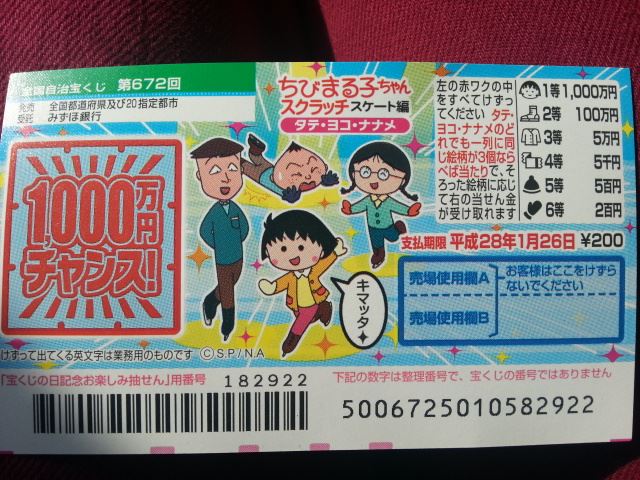 全国自治宝くじ 第672回
発売 全国都道府県及び20指定都市
受託 みずほ銀行
ちびまる子ちゃん
スクラッチ スケート編
タテ・ヨコ・ナナメ
左の赤ワクの中
をすべてけずっ
てください タテ・
ヨコ・ナナメのど
れでも一列に同
じ絵柄が3個なら
べば当たりで、そ
ろった絵柄に応じ
て右の当せん金
が受け取れます
1等 1,000万円
2等 100万円
3等 5万円
4等 5千円
5等 5百円
6等 2百円
支払期限 平成28年1月26日 ¥200
1000万円
チャンス!
キマッタ
売場使用欄A
お客様はここをけずら
ないでください
売場使用欄B
けずって出てくる英文字は業務用のものです ©S.P/N.A
「宝くじの日記念お楽しみ抽せん」用番号 182922
下記の数字は整理番号で、宝くじの番号ではありません
5006725010582922